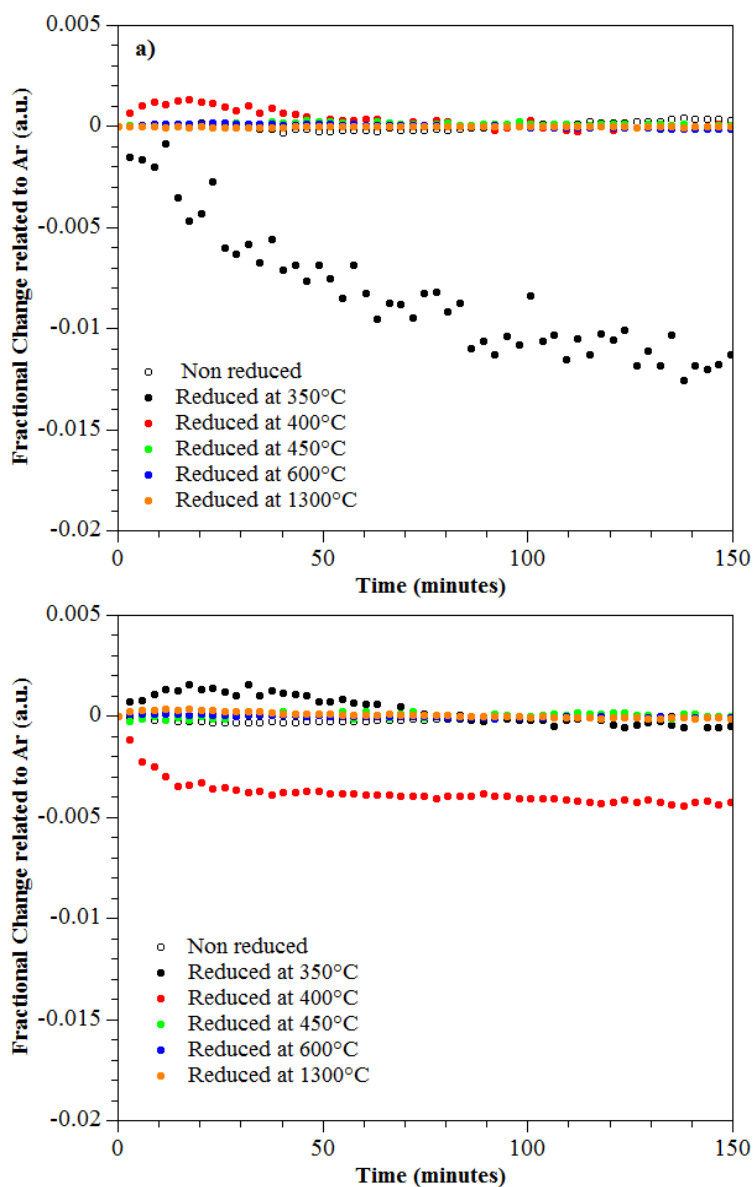 0.005
a)
0
-0.005
-0.01
-0.015
-0.02
Fractional Change related to Ar (a.u.)
Non reduced
Reduced at 350°C
Reduced at 400°C
Reduced at 450°C
Reduced at 600°C
Reduced at 1300°C
0 50 100 150
Time (minutes)
0.005
0
-0.005
-0.01
-0.015
-0.02
Fractional Change related to Ar (a.u.)
Non reduced
Reduced at 350°C
Reduced at 400°C
Reduced at 450°C
Reduced at 600°C
Reduced at 1300°C
0 50 100 150
Time (minutes)